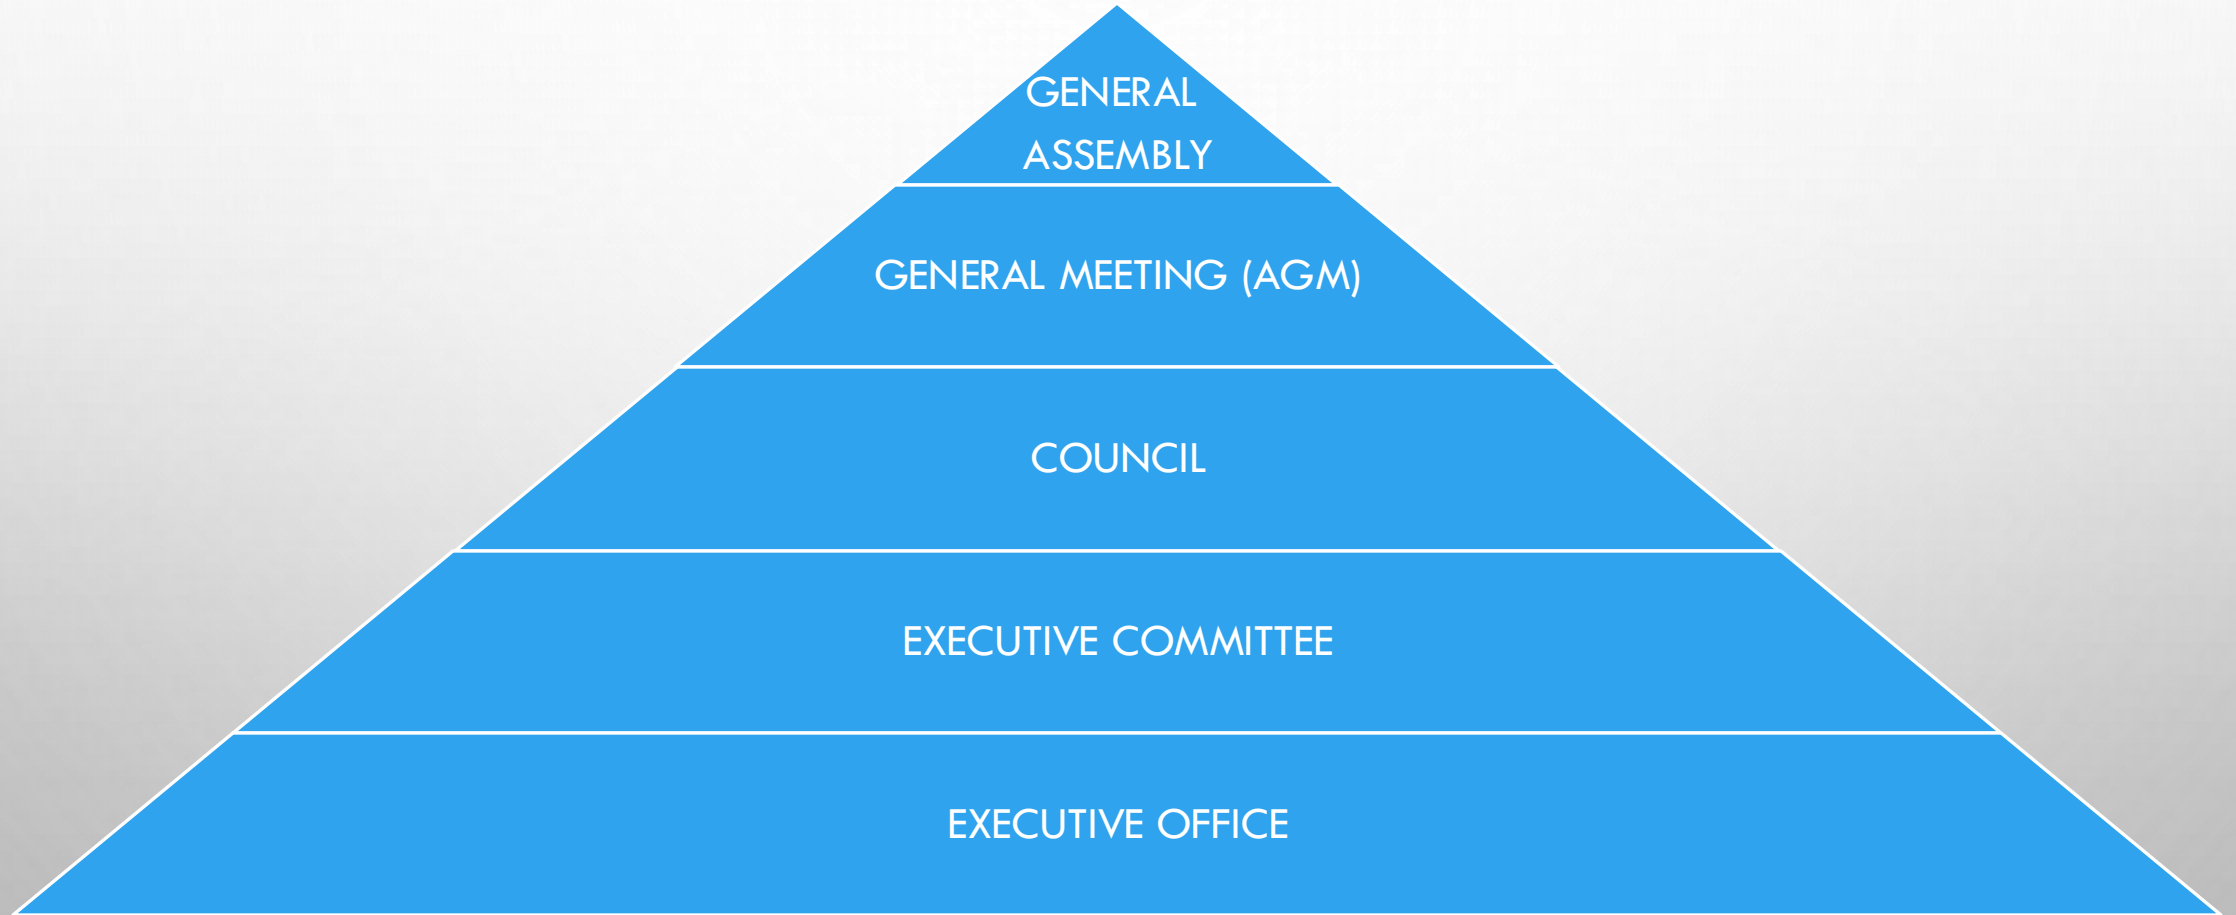 GENERAL
ASSEMBLY
GENERAL MEETING (AGM)
COUNCIL
EXECUTIVE COMMITTEE
EXECUTIVE OFFICE